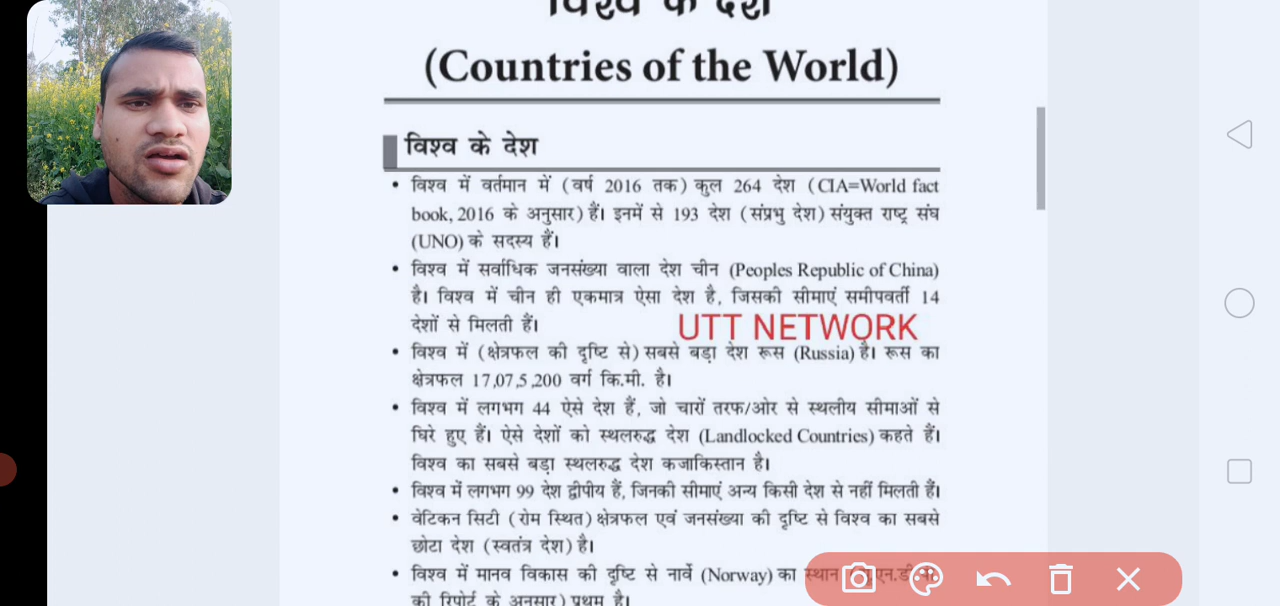 विश्व के देश
(Countries of the World)
विश्व के देश
• विश्व में वर्तमान में (वर्ष 2016 तक) कुल 264 देश (CIA=World fact
book, 2016 के अनुसार) हैं। इनमें से 193 देश (संप्रभु देश) संयुक्त राष्ट्र संघ
(UNO) के सदस्य हैं।
• विश्व में सर्वाधिक जनसंख्या वाला देश चीन (Peoples Republic of China)
है। विश्व में चीन ही एकमात्र ऐसा देश है, जिसकी सीमाएं समीपवर्ती 14
देशों से मिलती हैं।
UTT NETWORK
• विश्व में (क्षेत्रफल की दृष्टि से) सबसे बड़ा देश रूस (Russia) है। रूस का
क्षेत्रफल 17,07,5,200 वर्ग कि.मी. है।
• विश्व में लगभग 44 ऐसे देश हैं, जो चारों तरफ/ओर से स्थलीय सीमाओं से
घिरे हुए हैं। ऐसे देशों को स्थलरुद्ध देश (Landlocked Countries) कहते हैं।
विश्व का सबसे बड़ा स्थलरुद्ध देश कजाकिस्तान है।
• विश्व में लगभग 99 देश द्वीपीय हैं, जिनकी सीमाएं अन्य किसी देश से नहीं मिलती हैं।
• वेटिकन सिटी (रोम स्थित) क्षेत्रफल एवं जनसंख्या की दृष्टि से विश्व का सबसे
छोटा देश (स्वतंत्र देश) है।
• विश्व में मानव विकास की दृष्टि से नार्वे (Norway) का स्थान
की रिपोर्ट के अनुसार) प्रथम है।